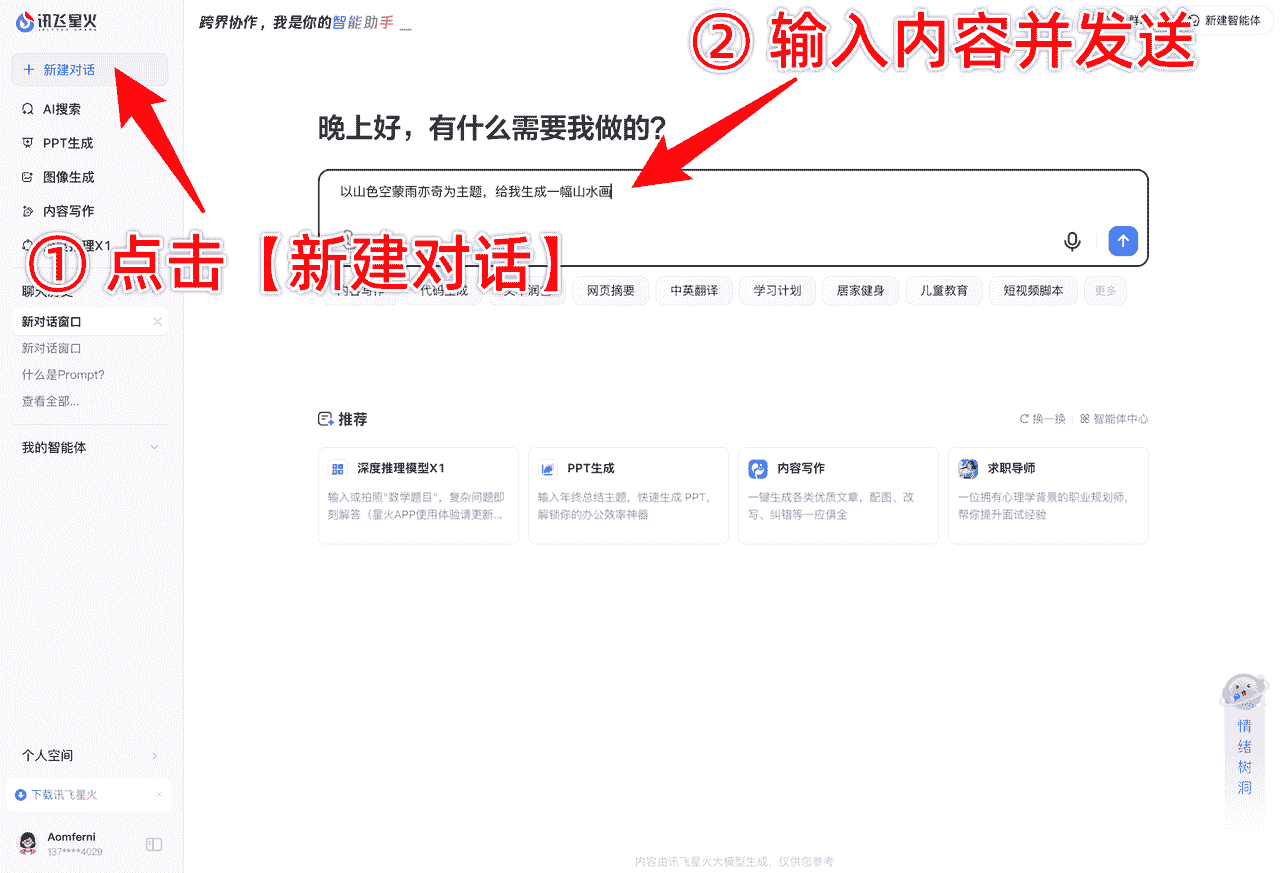 讯飞星火
跨界协作，我是你的智能助手
② 输入内容并发送
新建智能体
+ 新建对话
AI搜索
PPT生成
图像生成
内容写作
晚上好，有什么需要我做的?
以山色空蒙雨亦奇为主题，给我生成一幅山水画
① 点击【新建对话】
理X1
聊天历史
新对话窗口
新对话窗口
什么是Prompt?
查看全部...
我的智能体
内容写作
代码生成
网页摘要
中英翻译
学习计划
居家健身
儿童教育
短视频脚本
更多
推荐
换一换
智能体中心
深度推理模型X1
输入或拍照"数学题目"，复杂问题即
刻解答（星火APP使用体验请更新...
PPT生成
输入年终总结主题，快速生成 PPT，
解锁你的办公效率神器
内容写作
一键生成各类优质文章，配图、改
写、纠错等一应俱全
求职导师
一位拥有心理学背景的职业规划师，
帮你提升面试经验
情绪树洞
个人空间
下载讯飞星火
Aomferni
137****4029
内容由讯飞星火大模型生成，仅供您参考